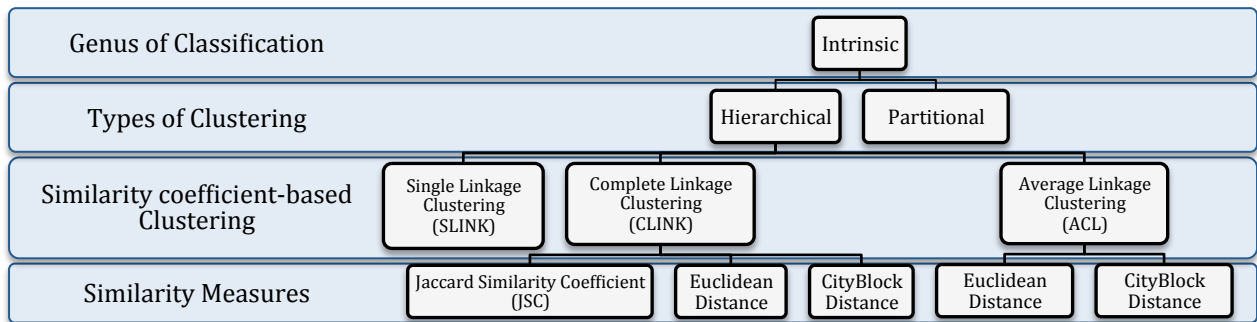 Genus of Classification
Intrinsic
Types of Clustering
Hierarchical
Partitional
Similarity coefficient-based
Clustering
Single Linkage
Clustering
(SLINK)
Complete Linkage
Clustering
(CLINK)
Average Linkage
Clustering
(ACL)
Similarity Measures
Jaccard Similarity Coefficient
(JSC)
Euclidean
Distance
CityBlock
Distance
Euclidean
Distance
CityBlock
Distance